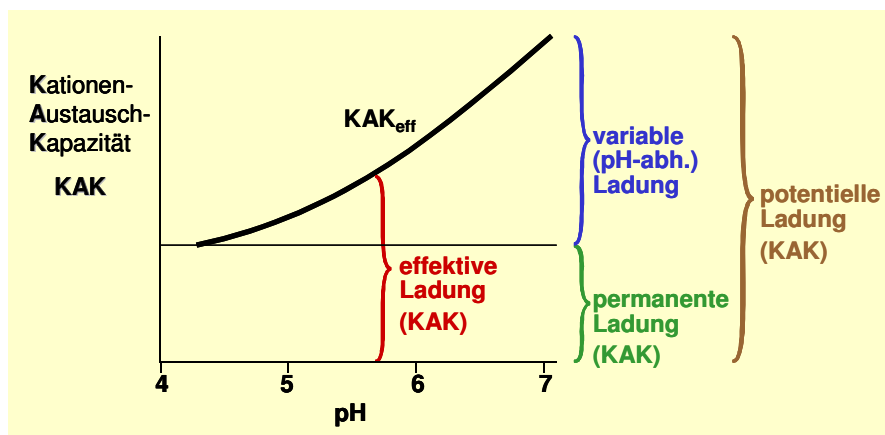 Kationen-
Austausch-
Kapazität
KAK
KAKeff
variable
(pH-abh.)
Ladung
potentielle
Ladung
(KAK)
effektive
Ladung
(KAK)
permanente
Ladung
(KAK)
4 5 6 7
pH